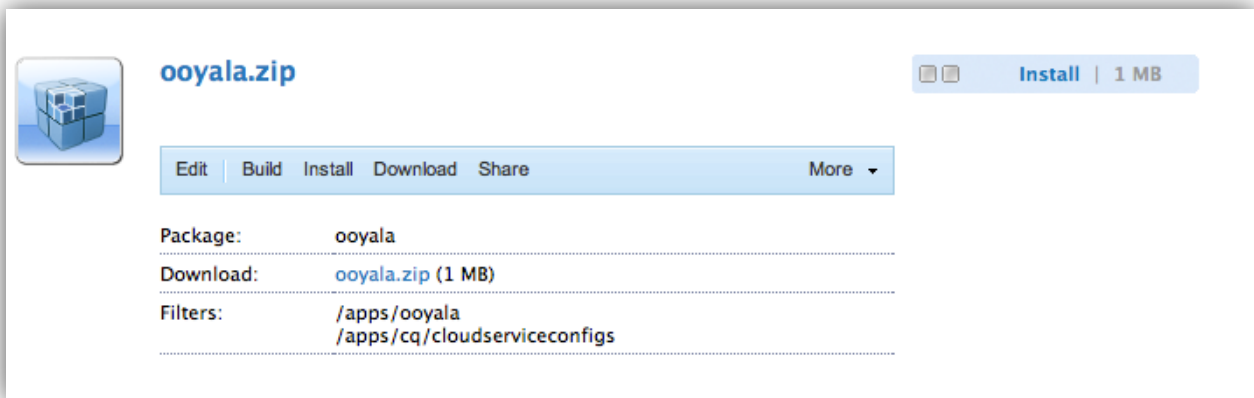 ooyala.zip
Install | 1 MB
Edit Build Install Download Share More
Package: ooyala
Download: ooyala.zip (1 MB)
Filters: /apps/ooyala
/apps/cq/cloudserviceconfigs